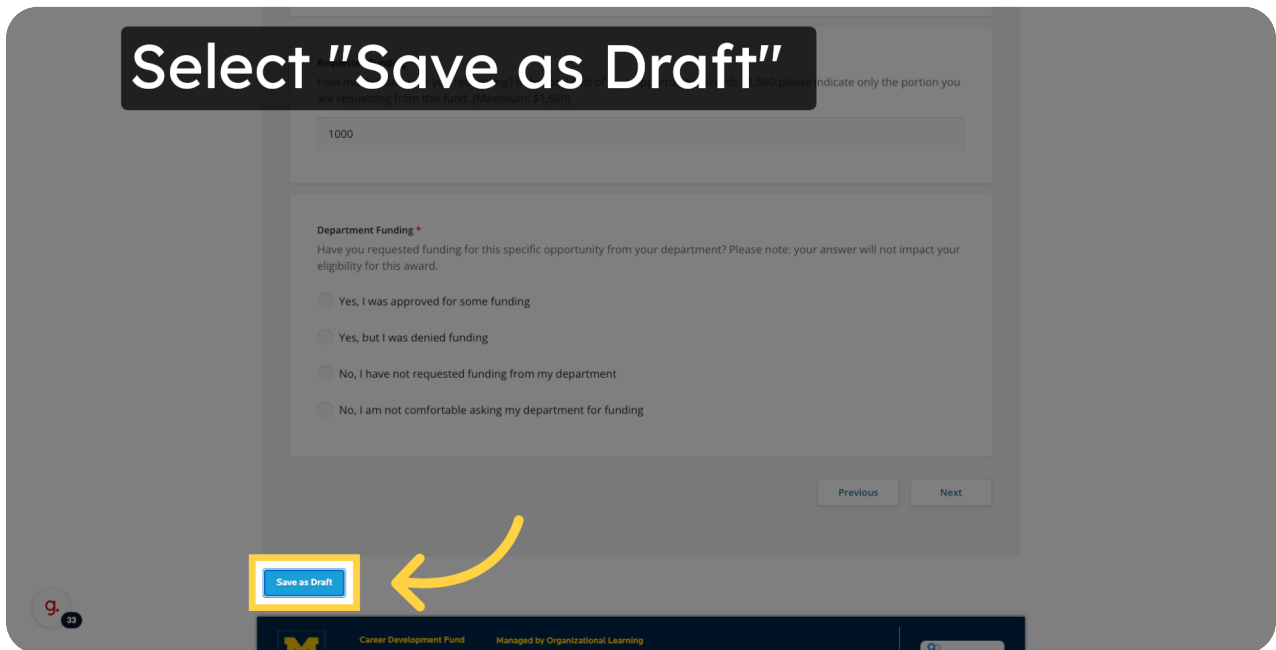 Select "Save as Draft"
indicate only the portion you
are requesting from this fund. (Maximum: $1,500)
1000
Department Funding *
Have you requested funding for this specific opportunity from your department? Please note: your answer will not impact your
eligibility for this award.
Yes, I was approved for some funding
Yes, but I was denied funding
No, I have not requested funding from my department
No, I am not comfortable asking my department for funding
Previous Next
Save as Draft
g. 33
M Career Development Fund Managed by Organizational Learning